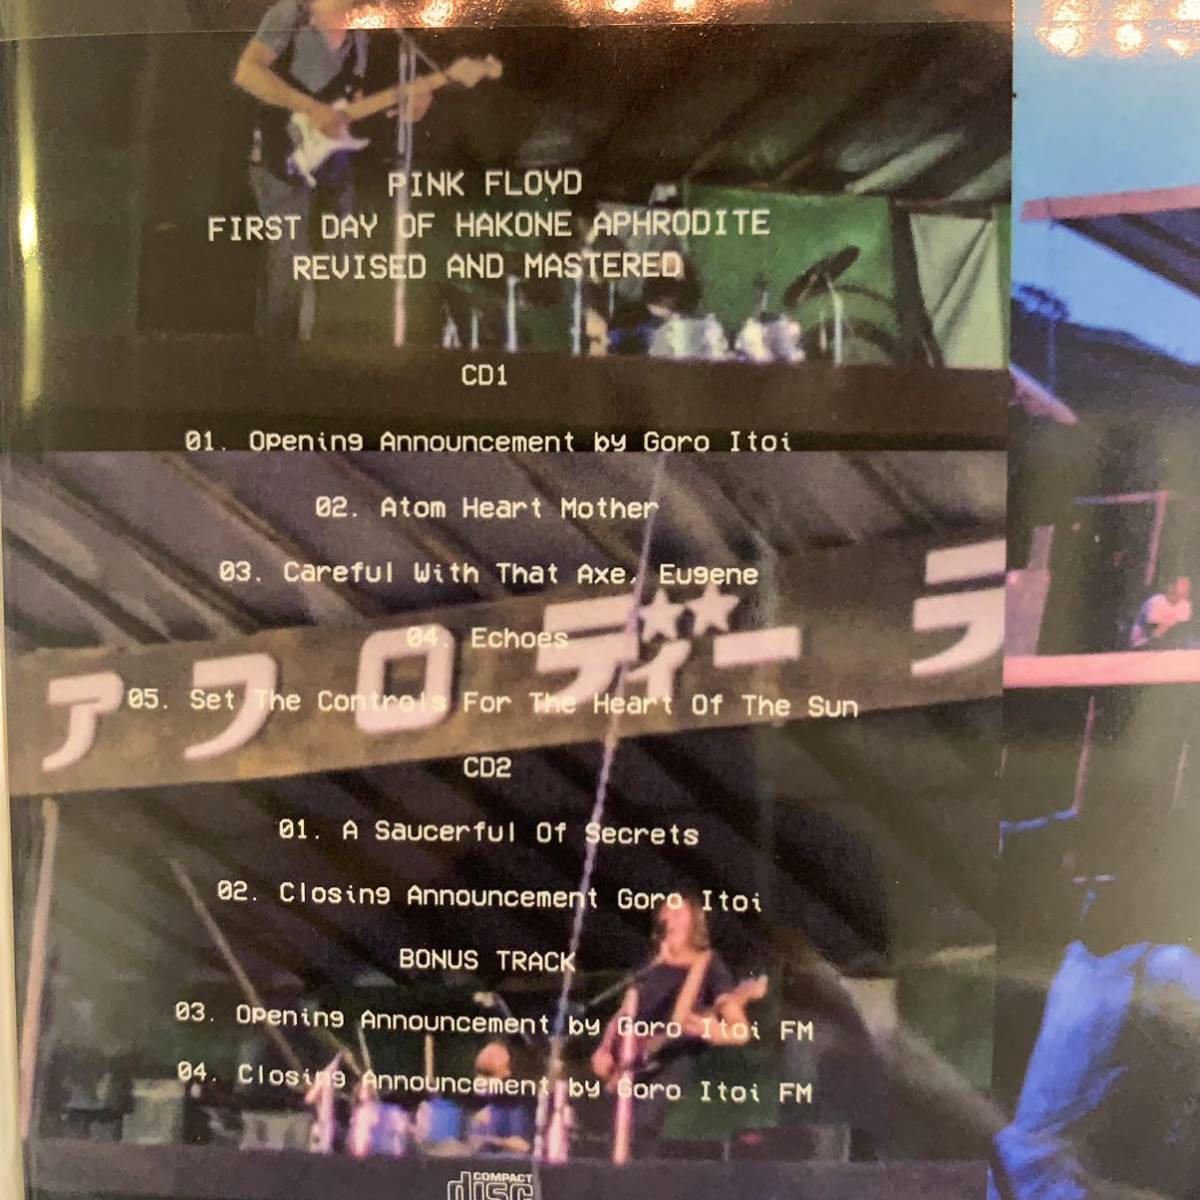 PINK FLOYD
FIRST DAY OF HAKONE APHRODITE
REVISED AND MASTERED
CD1
01. Opening Announcement by Goro Itoi
02. Atom Heart Mother
03. Careful With That Axe, Eugene
04. Echoes
アフロディーラ
05. Set The Controls For The Heart Of The Sun
CD2
01. A Saucerful Of Secrets
02. Closing Announcement Goro Itoi
BONUS TRACK
03. Opening Announcement by Goro Itoi FM
04. Closing Announcement by Goro Itoi FM
COMPACT
disc